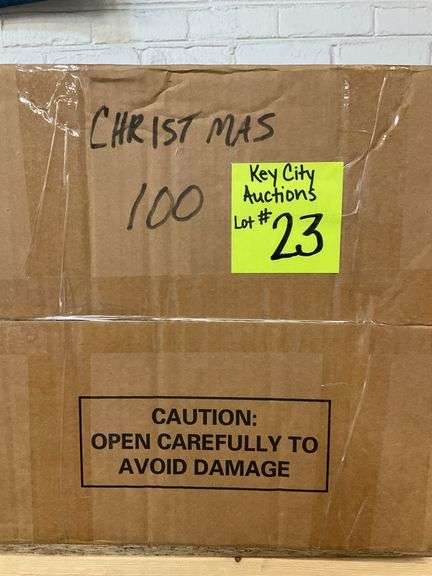 CHRISTMAS
100
Key City
Auctions
Lot # 23
CAUTION:
OPEN CAREFULLY TO
AVOID DAMAGE